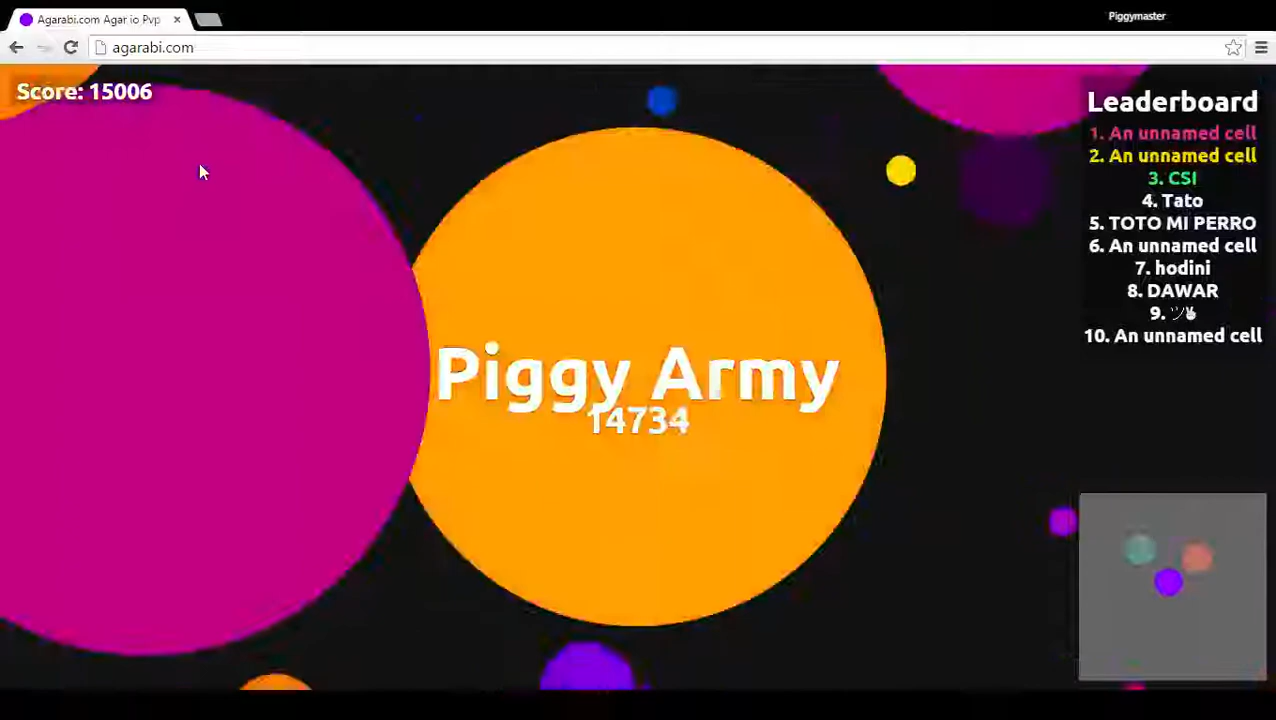 Agarabi.com Agar io Pvp
Piggymaster
agarabi.com
Score: 15006
Leaderboard
1. An unnamed cell
2. An unnamed cell
3. CSI
4. Tato
5. TOTO MI PERRO
6. An unnamed cell
7. hodini
8. DAWAR
9. ツ
10. An unnamed cell
Piggy Army
14734